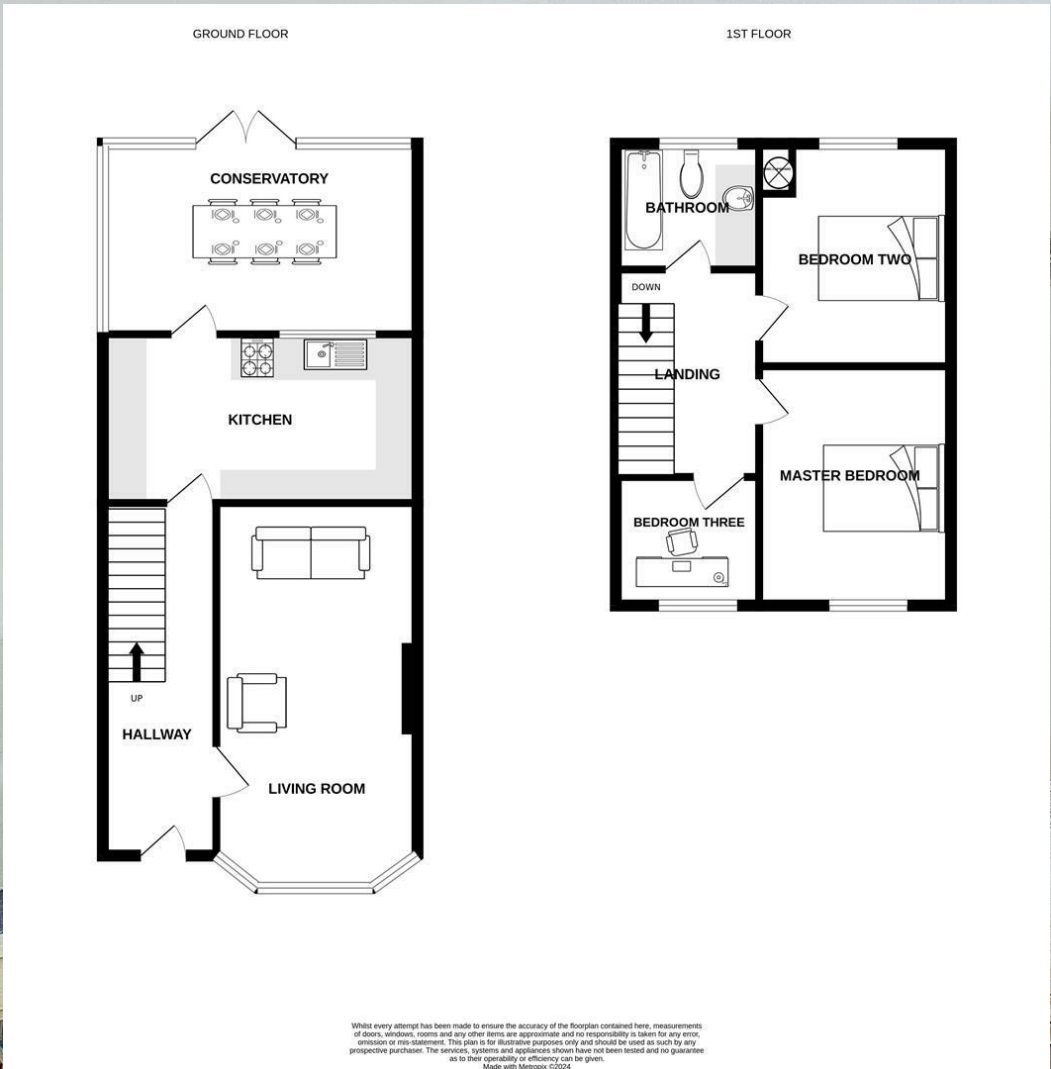 GROUND FLOOR
1ST FLOOR
CONSERVATORY
KITCHEN
UP
HALLWAY
LIVING ROOM
BATHROOM
BEDROOM TWO
DOWN
LANDING
MASTER BEDROOM
BEDROOM THREE
Whilst every attempt has been made to ensure the accuracy of the floorplan contained here, measurements
of doors, windows, rooms and any other items are approximate and no responsibility is taken for any error,
omission or mis-statement. This plan is for illustrative purposes only and should be used as such by any
prospective purchaser. The services, systems and appliances shown have not been tested and no guarantee
as to their operability or efficiency can be given.
Made with Metropix ©2024